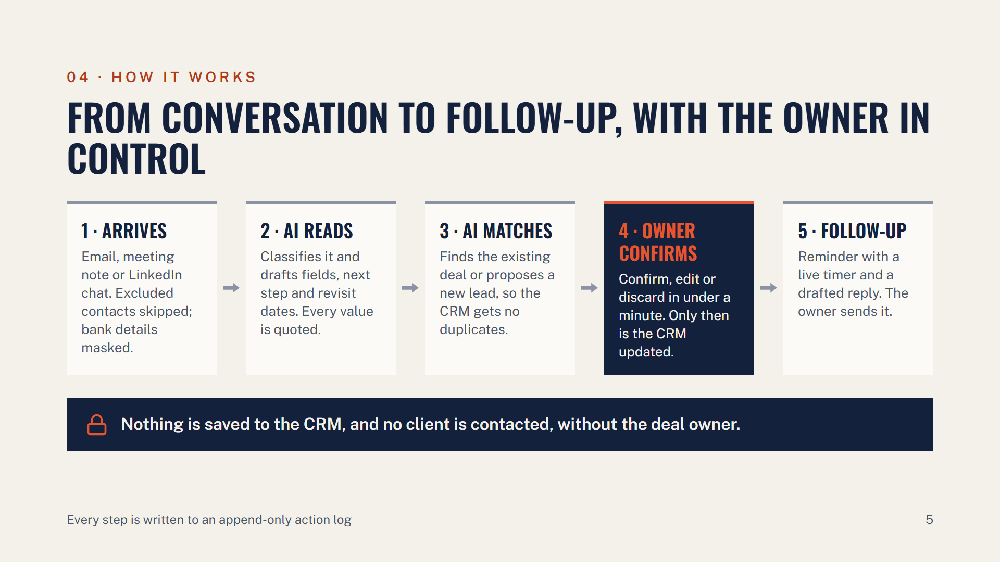 04 · HOW IT WORKS
FROM CONVERSATION TO FOLLOW-UP, WITH THE OWNER IN
CONTROL
1 · ARRIVES
Email, meeting
note or LinkedIn
chat. Excluded
contacts skipped;
bank details
masked.
2 · AI READS
Classifies it and
drafts fields, next
step and revisit
dates. Every value
is quoted.
3 · AI MATCHES
Finds the existing
deal or proposes a
new lead, so the
CRM gets no
duplicates.
4 · OWNER
CONFIRMS
Confirm, edit or
discard in under a
minute. Only then
is the CRM
updated.
5 · FOLLOW-UP
Reminder with a
live timer and a
drafted reply. The
owner sends it.
Nothing is saved to the CRM, and no client is contacted, without the deal owner.
Every step is written to an append-only action log
5